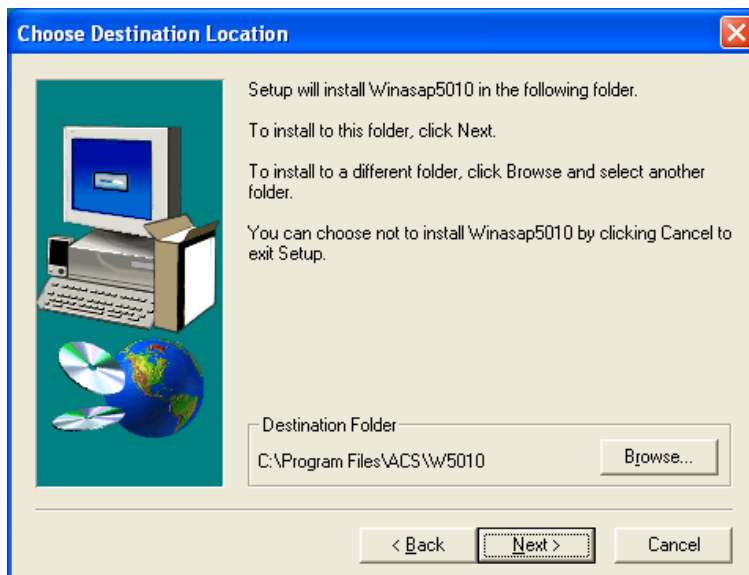 Choose Destination Location
Setup will install Winasap5010 in the following folder.
To install to this folder, click Next.
To install to a different folder, click Browse and select another
folder.
You can choose not to install Winasap5010 by clicking Cancel to
exit Setup.
Destination Folder
C:\Program Files\ACS\W5010
Browse...
< Back
Next >
Cancel